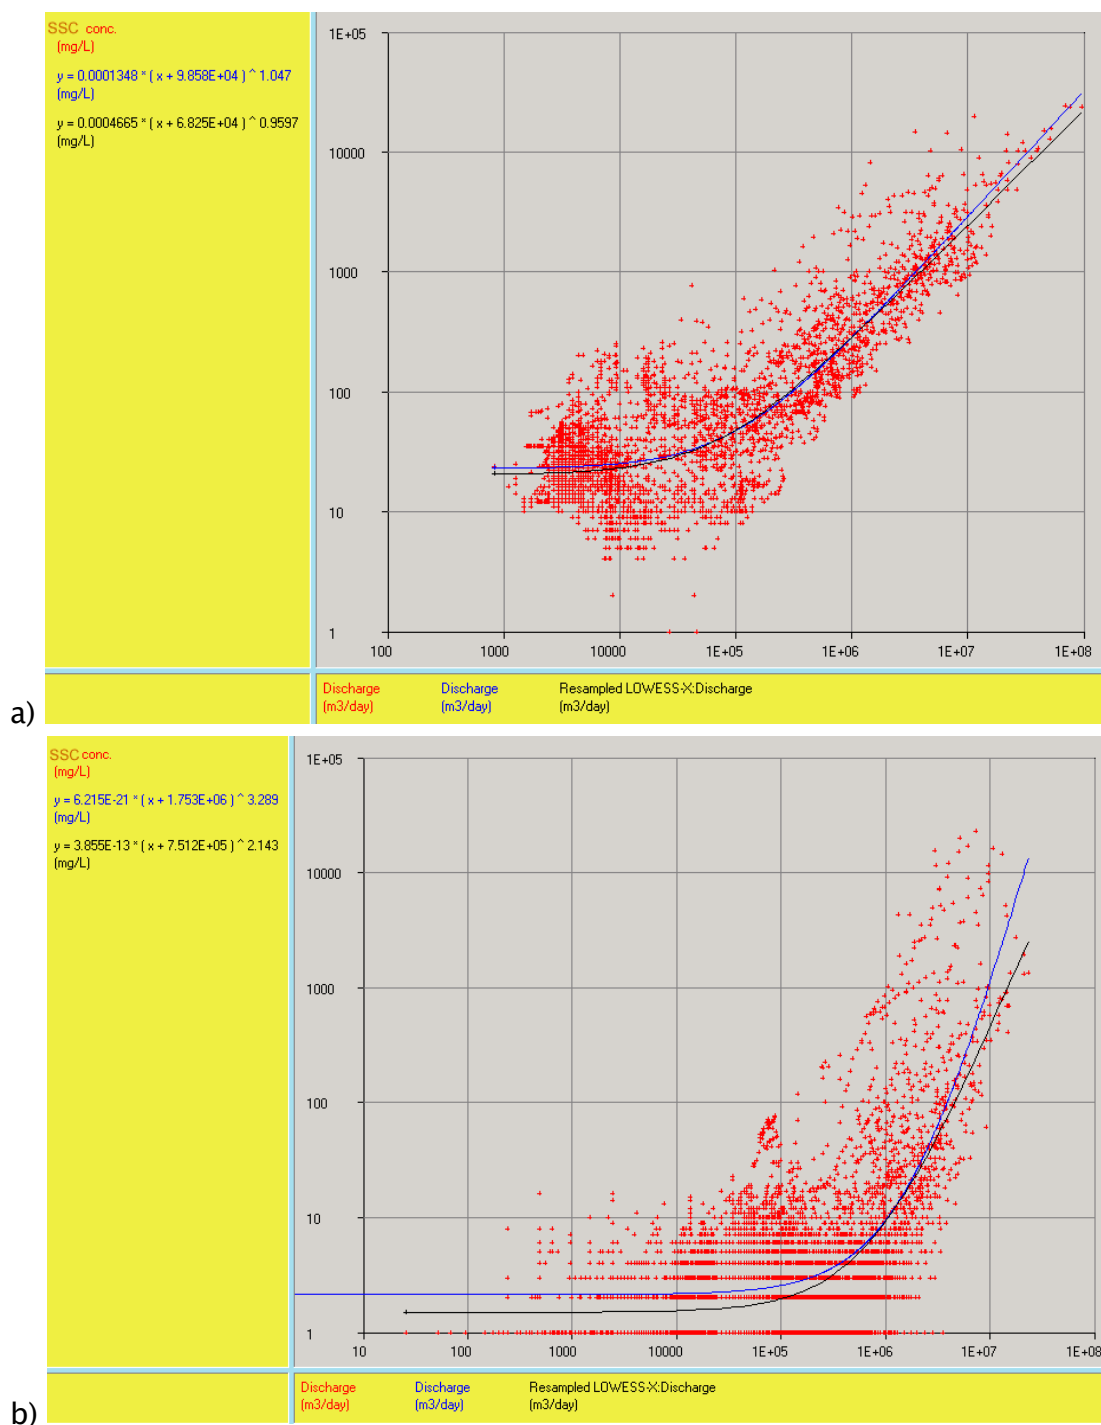 SSC conc.
(mg/L)
y = 0.0001348 * ( x + 9.858E+04 ) ^ 1.047
(mg/L)
y = 0.0004665 * ( x + 6.825E+04 ) ^ 0.9597
(mg/L)
1E+05
10000
1000
100
10
1
100 1000 10000 1E+05 1E+06 1E+07 1E+08
Discharge Discharge Resampled LOWESS-X:Discharge
(m3/day) (m3/day) (m3/day)
a)
SSC conc.
(mg/L)
y = 6.215E-21 * ( x + 1.753E+06 ) ^ 3.289
(mg/L)
y = 3.855E-13 * ( x + 7.512E+05 ) ^ 2.143
(mg/L)
1E+05
10000
1000
100
10
1
10 100 1000 10000 1E+05 1E+06 1E+07 1E+08
Discharge Discharge Resampled LOWESS-X:Discharge
(m3/day) (m3/day) (m3/day)
b)